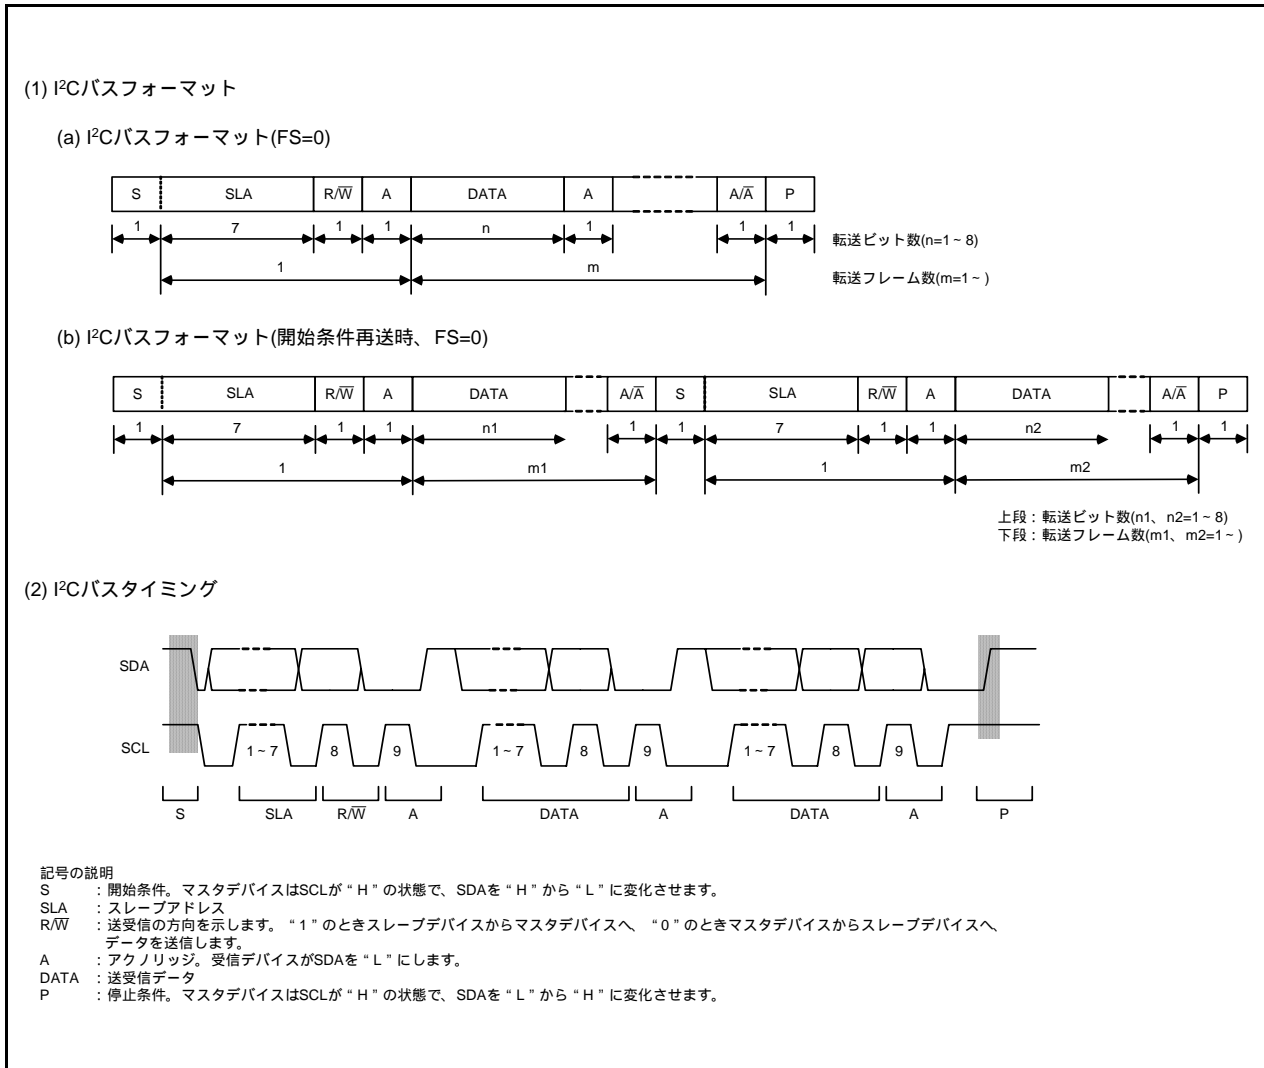 (1) I²Cバスフォーマット
(a) I²Cバスフォーマット(FS=0)
S SLA R/W̅ A DATA A A/A̅ P
1 7 1 1 n 1 1 1 転送ビット数(n=1~8)
1 m 転送フレーム数(m=1~ )
(b) I²Cバスフォーマット(開始条件再送時、FS=0)
S SLA R/W̅ A DATA A/A̅ S SLA R/W̅ A DATA A/A̅ P
1 7 1 1 n1 1 1 7 1 1 n2 1 1
1 m1 1 m2
上段:転送ビット数(n1、n2=1~8)
下段:転送フレーム数(m1、m2=1~ )
(2) I²Cバスタイミング
SDA
SCL 1~7 8 9 1~7 8 9 1~7 8 9
S SLA R/W̅ A DATA A DATA A P
記号の説明
S :開始条件。マスタデバイスはSCLが“H”の状態で、SDAを“H”から“L”に変化させます。
SLA :スレーブアドレス
R/W̅ :送受信の方向を示します。“1”のときスレーブデバイスからマスタデバイスへ、“0”のときマスタデバイスからスレーブデバイスへ、
データを送信します。
A :アクノリッジ。受信デバイスがSDAを“L”にします。
DATA :送受信データ
P :停止条件。マスタデバイスはSCLが“H”の状態で、SDAを“L”から“H”に変化させます。